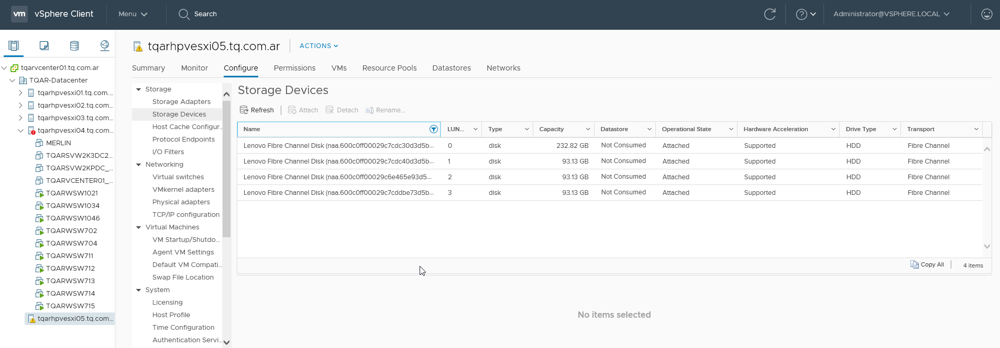 vm vSphere Client Menu Search Administrator@VSPHERE.LOCAL
tqarvcenter01.tq.com.ar
TQAR-Datacenter
tqarhpvesxi01.tq.com....
tqarhpvesxi02.tq.com...
tqarhpvesxi03.tq.com...
tqarhpvesxi04.tq.com...
MERLIN
TQARSVW2K3DC2...
TQARSVW2KPDC_...
TQARVCENTER01_...
TQARWSW1021
TQARWSW1034
TQARWSW1046
TQARWSW702
TQARWSW704
TQARWSW711
TQARWSW712
TQARWSW713
TQARWSW714
TQARWSW715
tqarhpvesxi05.tq.com...
tqarhpvesxi05.tq.com.ar ACTIONS
Summary Monitor Configure Permissions VMs Resource Pools Datastores Networks
Storage
Storage Adapters
Storage Devices
Host Cache Configur...
Protocol Endpoints
I/O Filters
Networking
Virtual switches
VMkernel adapters
Physical adapters
TCP/IP configuration
Virtual Machines
VM Startup/Shutdo...
Agent VM Settings
Default VM Compati...
Swap File Location
System
Licensing
Host Profile
Time Configuration
Authentication Servi...
Storage Devices
Refresh Attach Detach Rename...
Name LUN... Type Capacity Datastore Operational State Hardware Acceleration Drive Type Transport
Lenovo Fibre Channel Disk (naa.600c0ff00029c7cdc30d3d5b... 0 disk 232.82 GB Not Consumed Attached Supported HDD Fibre Channel
Lenovo Fibre Channel Disk (naa.600c0ff00029c7cdc40d3d5b... 1 disk 93.13 GB Not Consumed Attached Supported HDD Fibre Channel
Lenovo Fibre Channel Disk (naa.600c0ff00029c6e465e93d5... 2 disk 93.13 GB Not Consumed Attached Supported HDD Fibre Channel
Lenovo Fibre Channel Disk (naa.600c0ff00029c7cddbe73d5b... 3 disk 93.13 GB Not Consumed Attached Supported HDD Fibre Channel
Copy All 4 items
No items selected